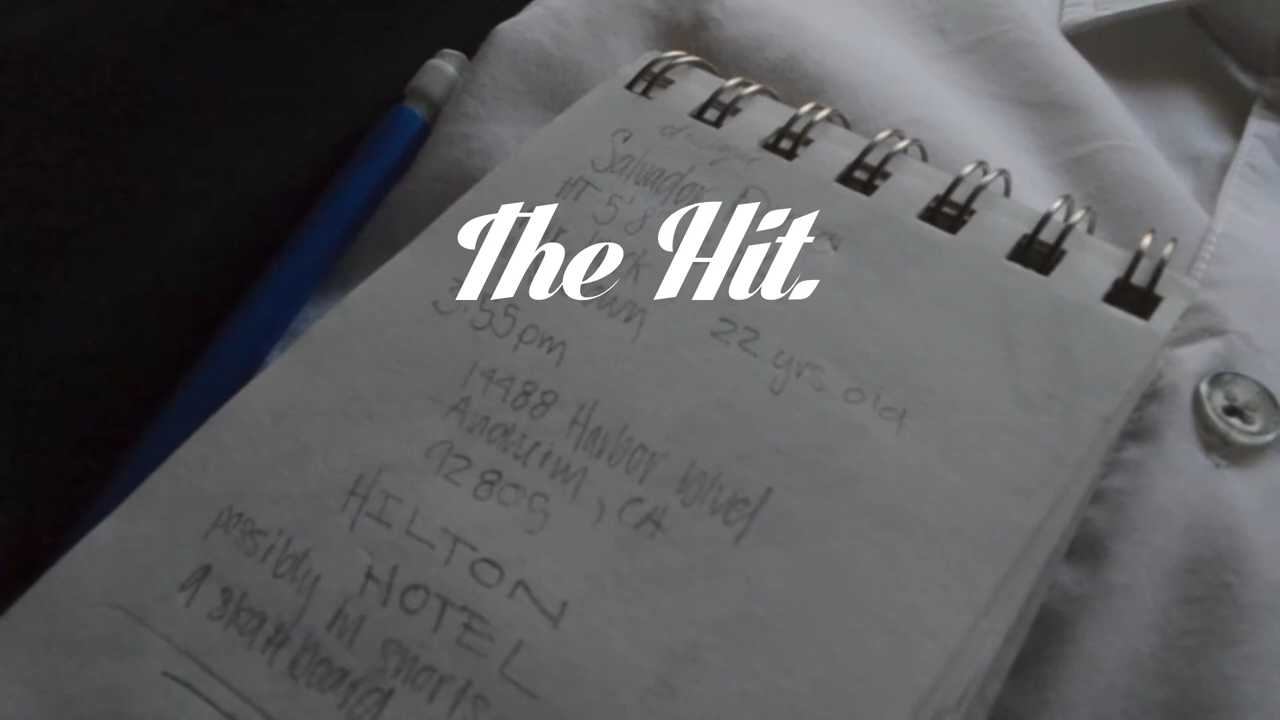 The Hit.
Salvador
HT 5'8
22 yrs old
3:55pm
14488 Harbor blvd
Anaheim, CA
92805
HILTON
HOTEL
possibly in shorts
a skateboard